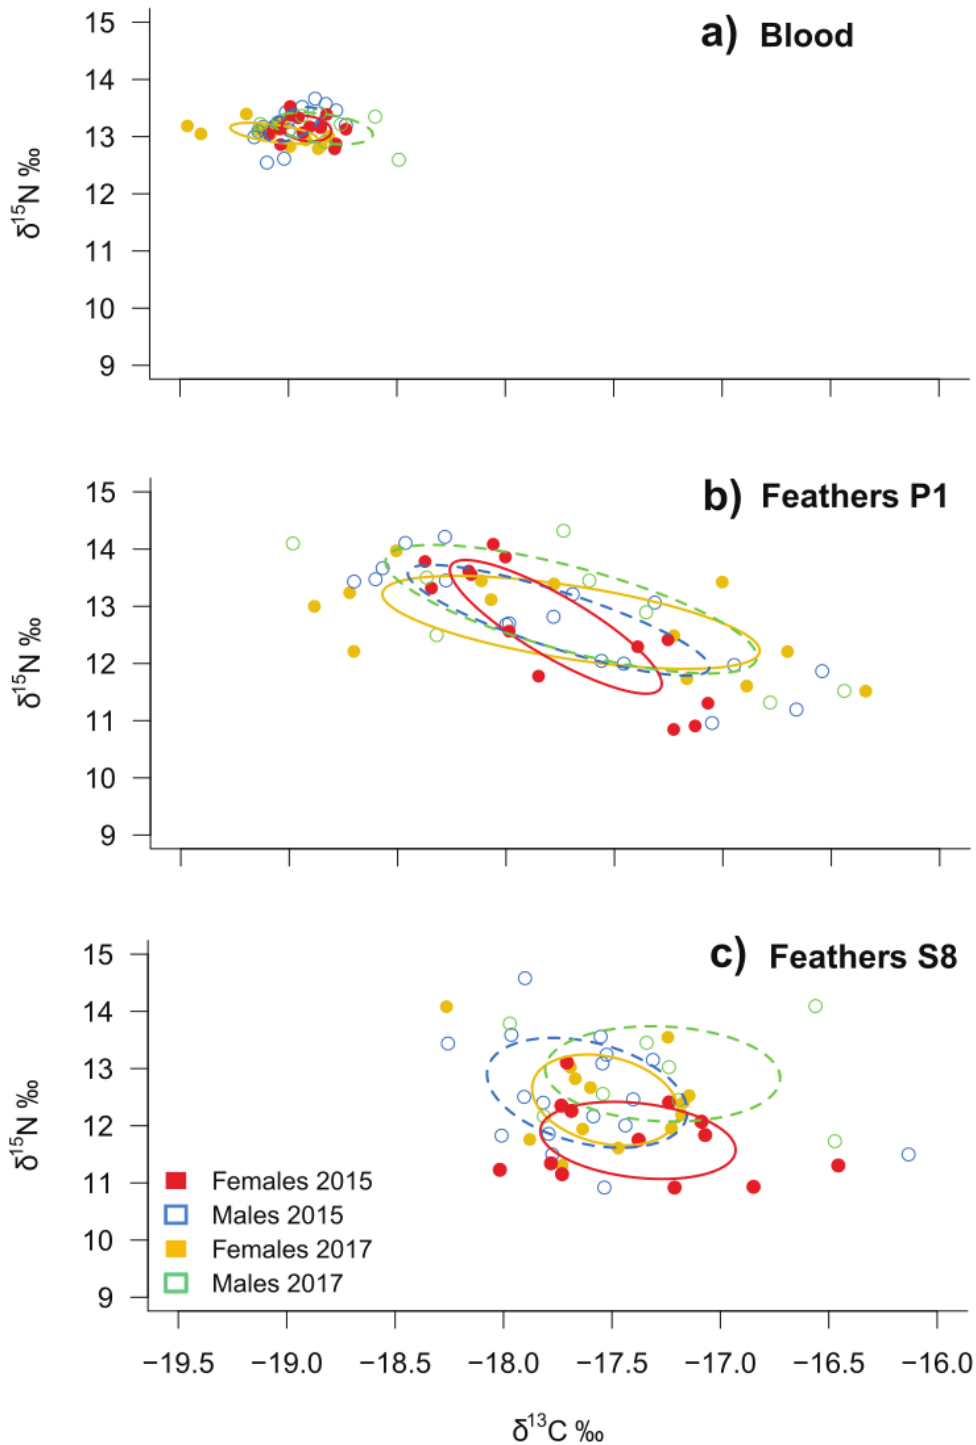 a) Blood
15
14
13
12
11
10
9
δ15N ‰
b) Feathers P1
15
14
13
12
11
10
9
δ15N ‰
c) Feathers S8
15
14
13
12
11
10
9
δ15N ‰
Females 2015
Males 2015
Females 2017
Males 2017
−19.5 −19.0 −18.5 −18.0 −17.5 −17.0 −16.5 −16.0
δ13C ‰